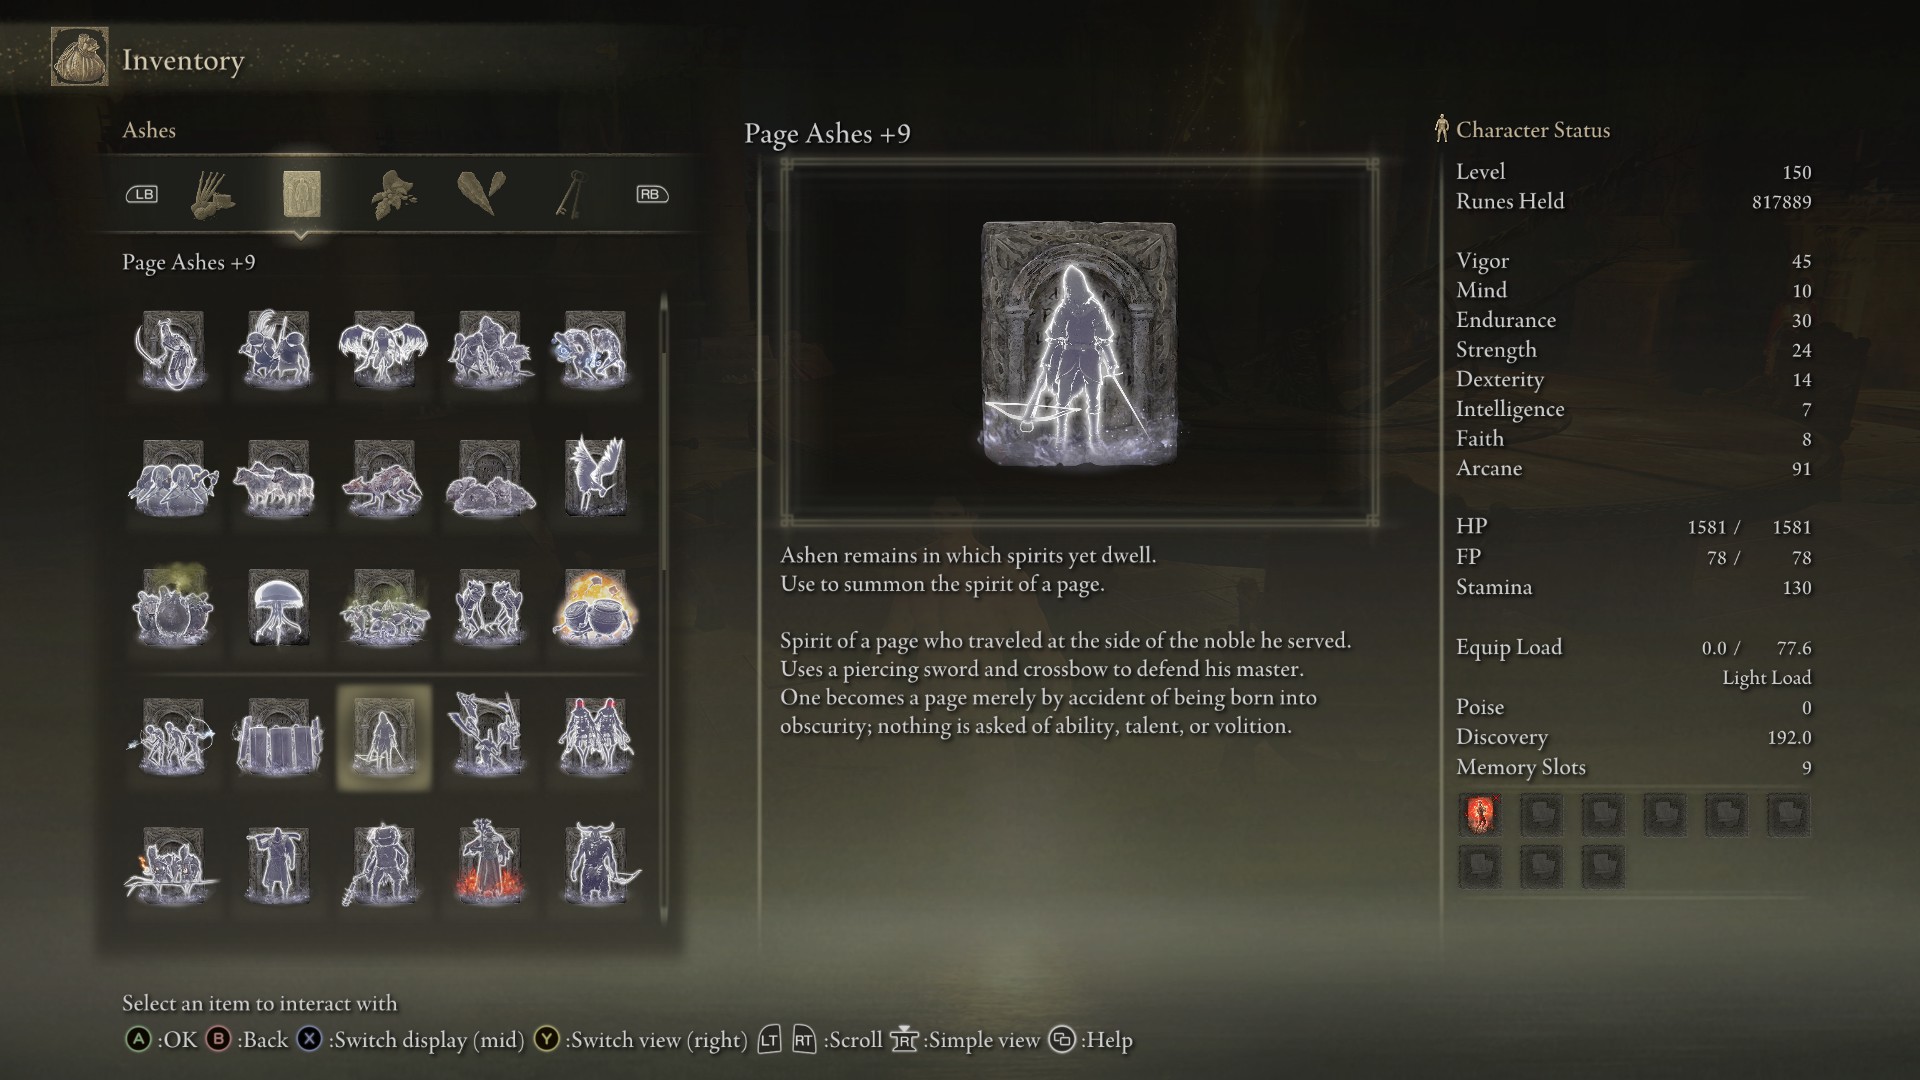 Inventory
Ashes
LB
RB
Page Ashes +9
Page Ashes +9
Ashen remains in which spirits yet dwell.
Use to summon the spirit of a page.
Spirit of a page who traveled at the side of the noble he served.
Uses a piercing sword and crossbow to defend his master.
One becomes a page merely by accident of being born into
obscurity; nothing is asked of ability, talent, or volition.
Character Status
Level 150
Runes Held 817889
Vigor 45
Mind 10
Endurance 30
Strength 24
Dexterity 14
Intelligence 7
Faith 8
Arcane 91
HP 1581 / 1581
FP 78 / 78
Stamina 130
Equip Load 0.0 / 77.6
Light Load
Poise 0
Discovery 192.0
Memory Slots 9
Select an item to interact with
A :OK B :Back X :Switch display (mid) Y :Switch view (right) LT RT :Scroll R :Simple view :Help